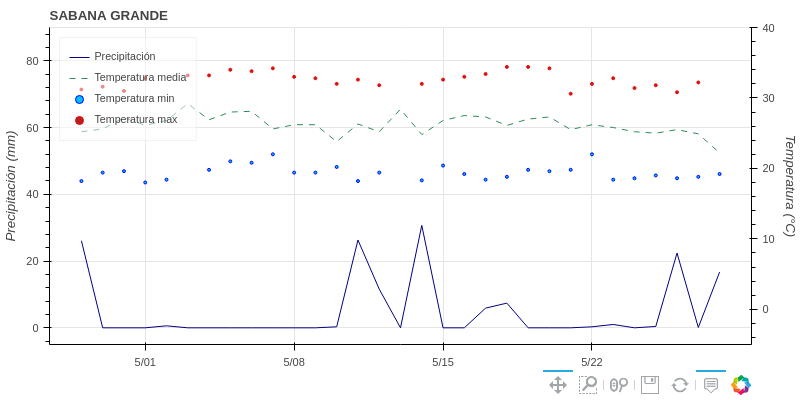 SABANA GRANDE
Precipitación
Temperatura media
Temperatura min
Temperatura max
Precipitación (mm)
80
60
40
20
0
Temperatura (°C)
40
30
20
10
0
5/01 5/08 5/15 5/22